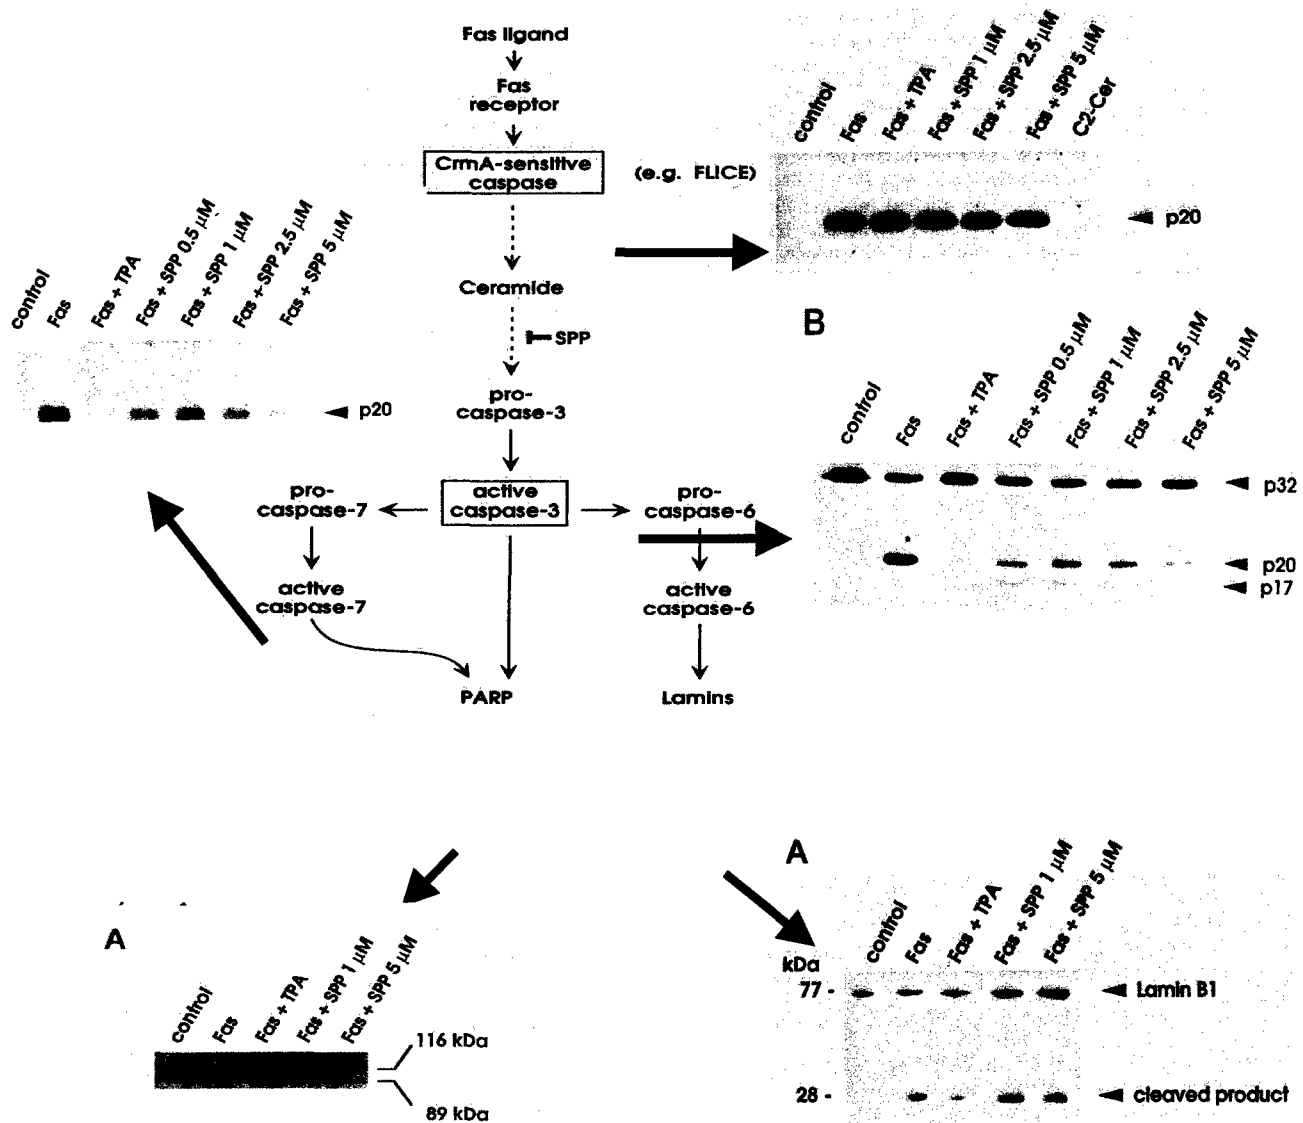 Fas ligand
Fas
receptor
CrmA-sensitive
caspase
(e.g. FLICE)
Ceramide
SPP
pro-
caspase-3
active
caspase-3
pro-
caspase-7
active
caspase-7
pro-
caspase-6
active
caspase-6
PARP
Lamins
control
Fas
Fas + TPA
Fas + SPP 1 µM
Fas + SPP 2.5 µM
Fas + SPP 5 µM
C2-Cer
p20
control
Fas
Fas + TPA
Fas + SPP 0.5 µM
Fas + SPP 1 µM
Fas + SPP 2.5 µM
Fas + SPP 5 µM
p20
B
control
Fas
Fas + TPA
Fas + SPP 0.5 µM
Fas + SPP 1 µM
Fas + SPP 2.5 µM
Fas + SPP 5 µM
p32
p20
p17
A
control
Fas
Fas + TPA
Fas + SPP 1 µM
Fas + SPP 5 µM
116 kDa
89 kDa
A
control
Fas
Fas + TPA
Fas + SPP 1 µM
Fas + SPP 5 µM
kDa
77 -
Lamin B1
28 -
cleaved product